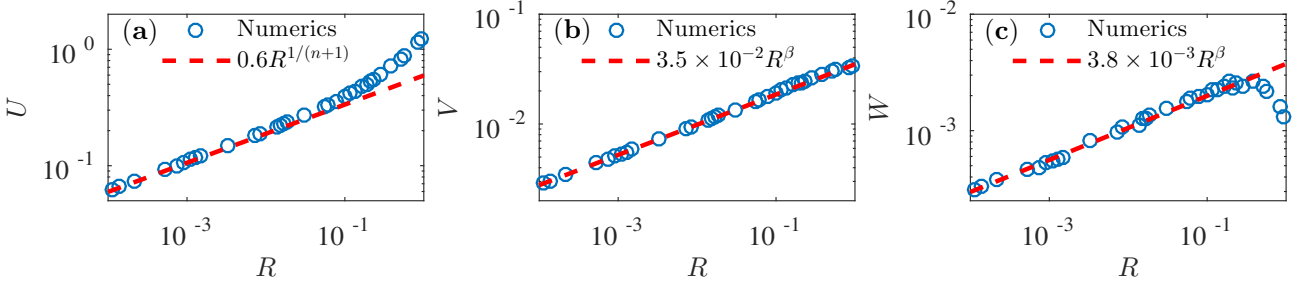 (a) Numerics
0.6R^{1/(n+1)}
10^0
10^{-1}
U
10^{-3} 10^{-1}
R
(b) Numerics
3.5 × 10^{-2}R^β
10^{-1}
10^{-2}
V
10^{-3} 10^{-1}
R
(c) Numerics
3.8 × 10^{-3}R^β
10^{-2}
10^{-3}
W
10^{-3} 10^{-1}
R